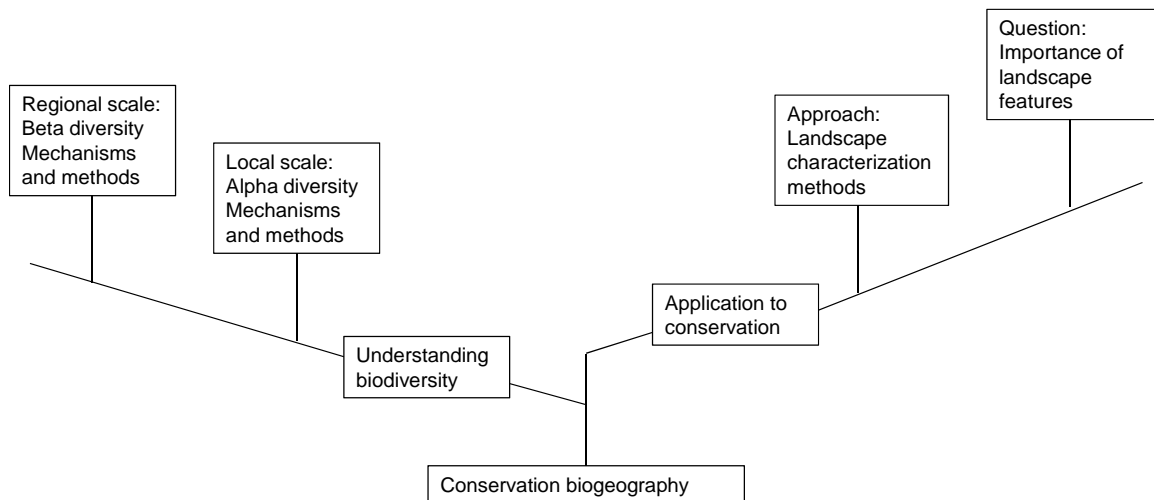 Question:
Importance of
landscape
features
Regional scale:
Beta diversity
Mechanisms
and methods
Approach:
Landscape
characterization
methods
Local scale:
Alpha diversity
Mechanisms
and methods
Application to
conservation
Understanding
biodiversity
Conservation biogeography